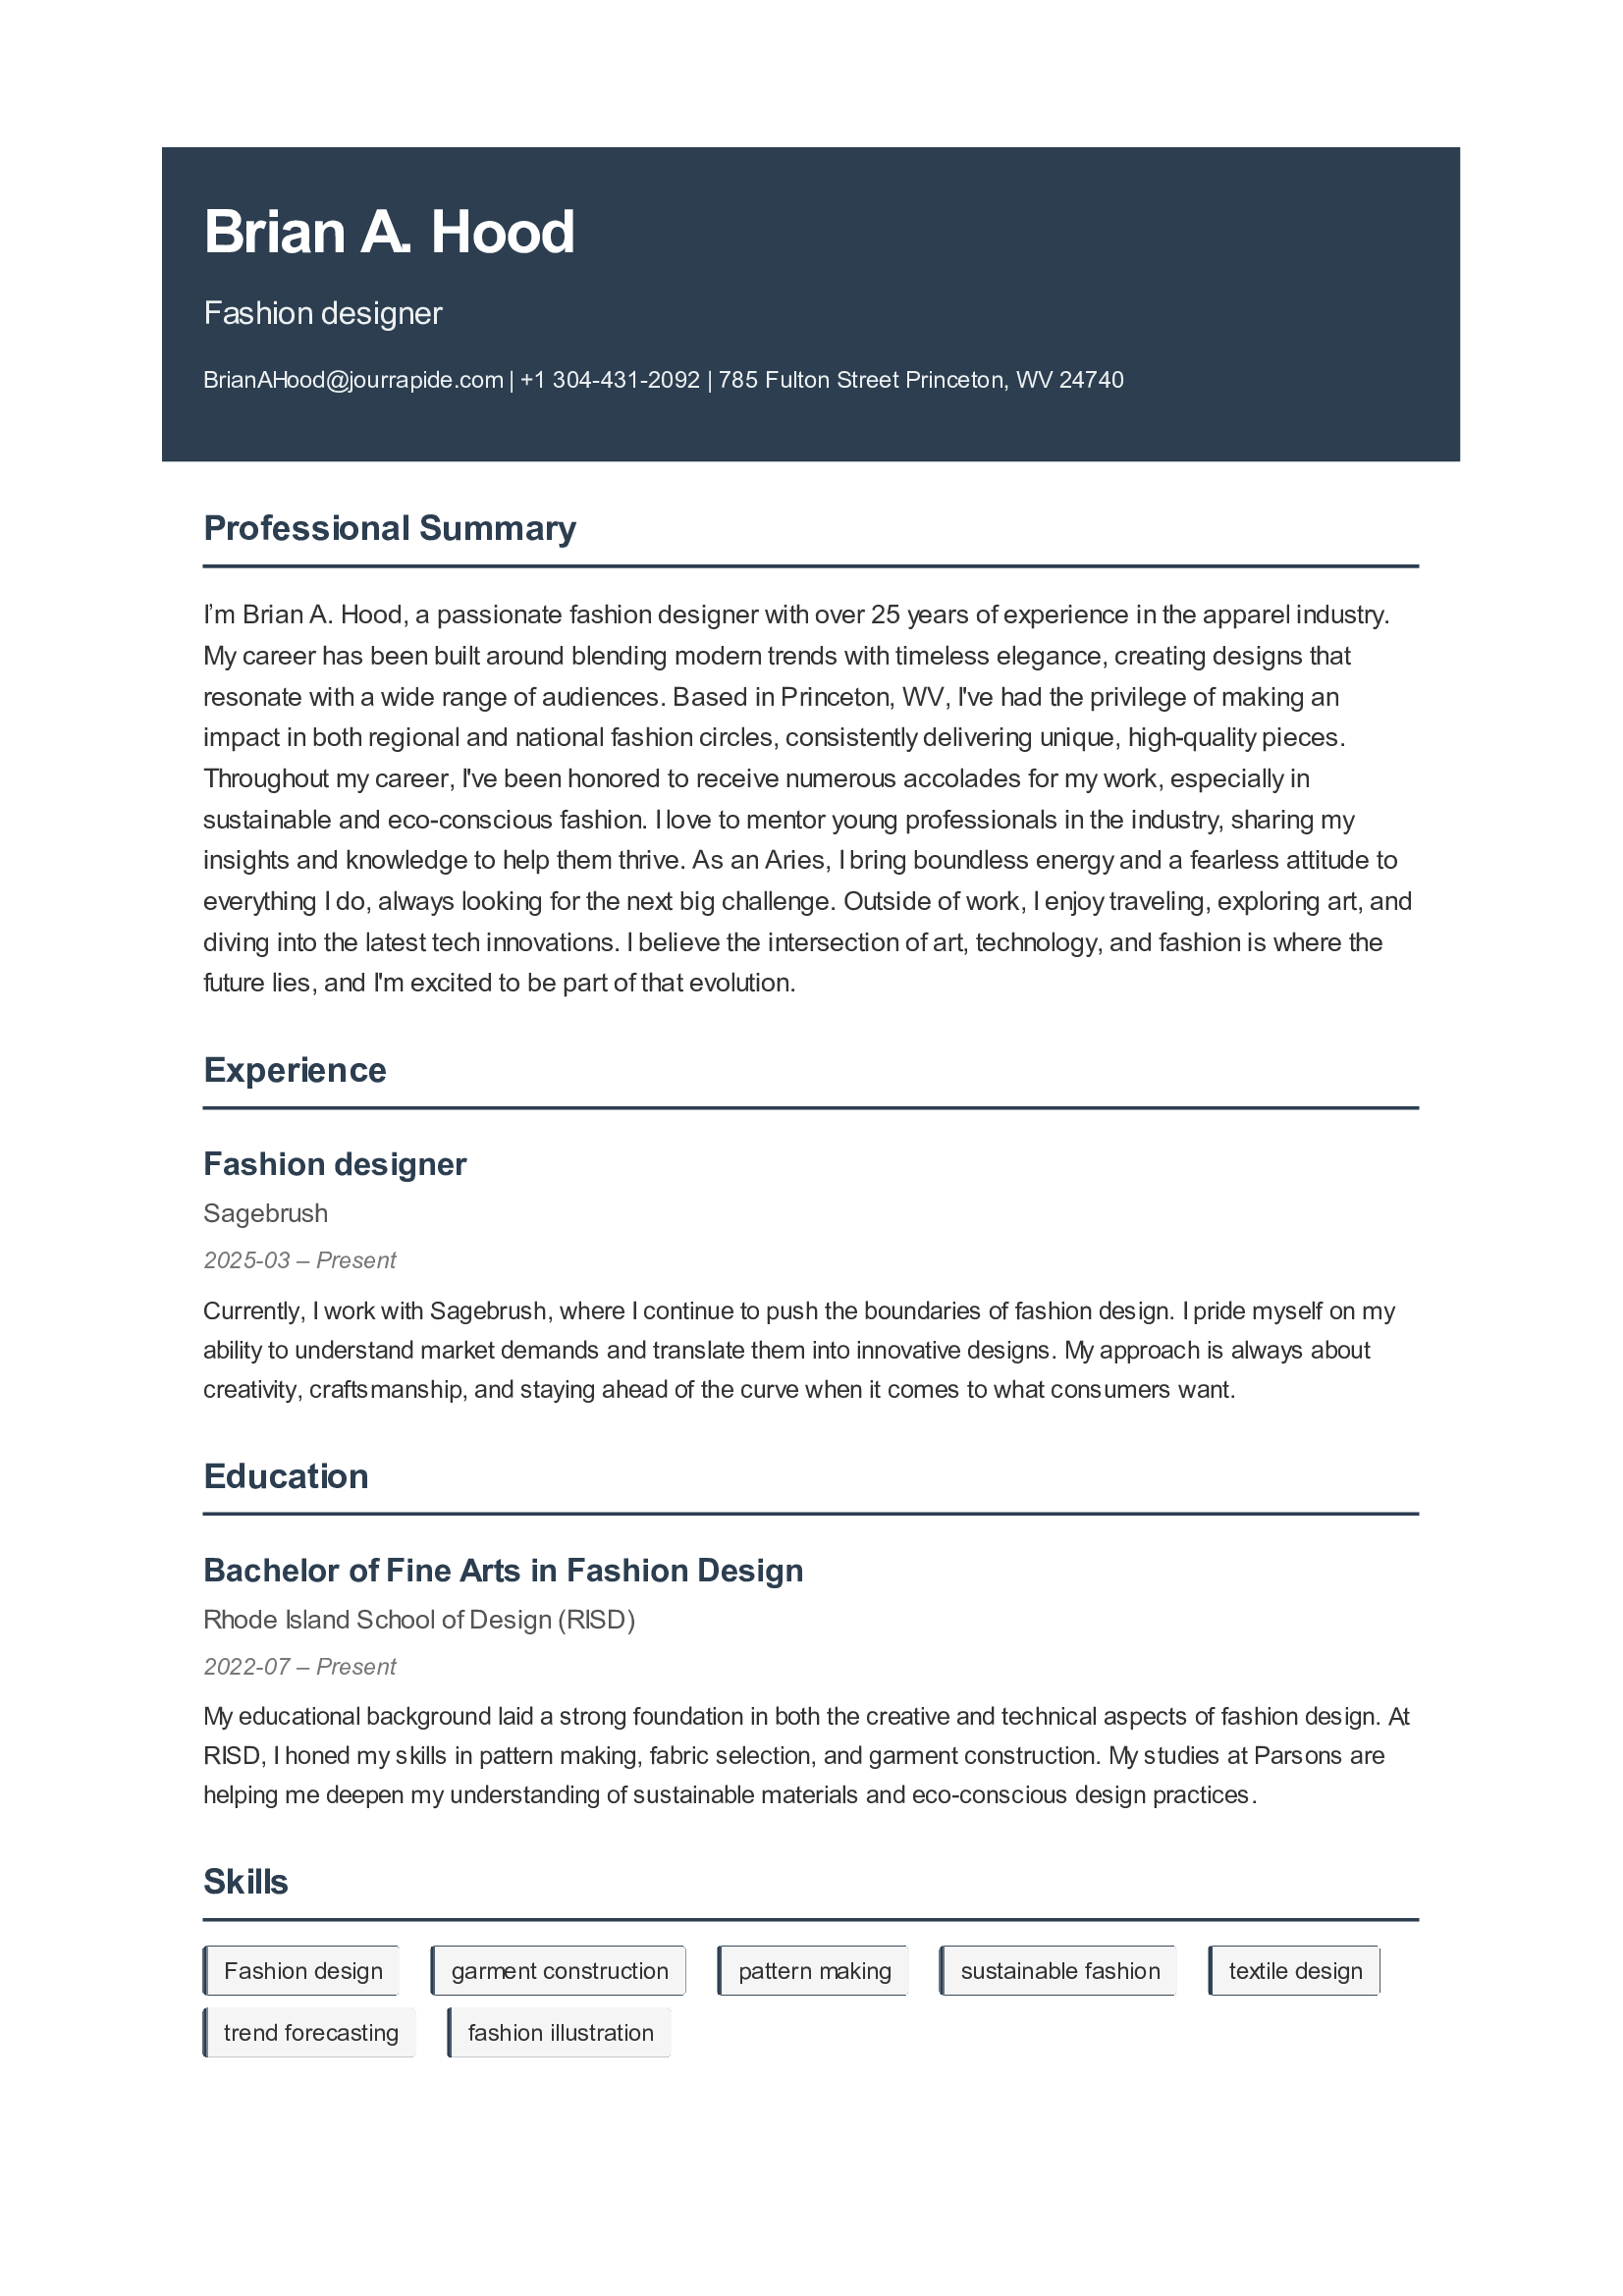 Brian A. Hood
Fashion designer
BrianAHood@jourrapide.com | +1 304-431-2092 | 785 Fulton Street Princeton, WV 24740
Professional Summary
I'm Brian A. Hood, a passionate fashion designer with over 25 years of experience in the apparel industry.
My career has been built around blending modern trends with timeless elegance, creating designs that
resonate with a wide range of audiences. Based in Princeton, WV, I've had the privilege of making an
impact in both regional and national fashion circles, consistently delivering unique, high-quality pieces.
Throughout my career, I've been honored to receive numerous accolades for my work, especially in
sustainable and eco-conscious fashion. I love to mentor young professionals in the industry, sharing my
insights and knowledge to help them thrive. As an Aries, I bring boundless energy and a fearless attitude to
everything I do, always looking for the next big challenge. Outside of work, I enjoy traveling, exploring art, and
diving into the latest tech innovations. I believe the intersection of art, technology, and fashion is where the
future lies, and I'm excited to be part of that evolution.
Experience
Fashion designer
Sagebrush
2025-03 – Present
Currently, I work with Sagebrush, where I continue to push the boundaries of fashion design. I pride myself on my
ability to understand market demands and translate them into innovative designs. My approach is always about
creativity, craftsmanship, and staying ahead of the curve when it comes to what consumers want.
Education
Bachelor of Fine Arts in Fashion Design
Rhode Island School of Design (RISD)
2022-07 – Present
My educational background laid a strong foundation in both the creative and technical aspects of fashion design. At
RISD, I honed my skills in pattern making, fabric selection, and garment construction. My studies at Parsons are
helping me deepen my understanding of sustainable materials and eco-conscious design practices.
Skills
Fashion design garment construction pattern making sustainable fashion textile design
trend forecasting fashion illustration